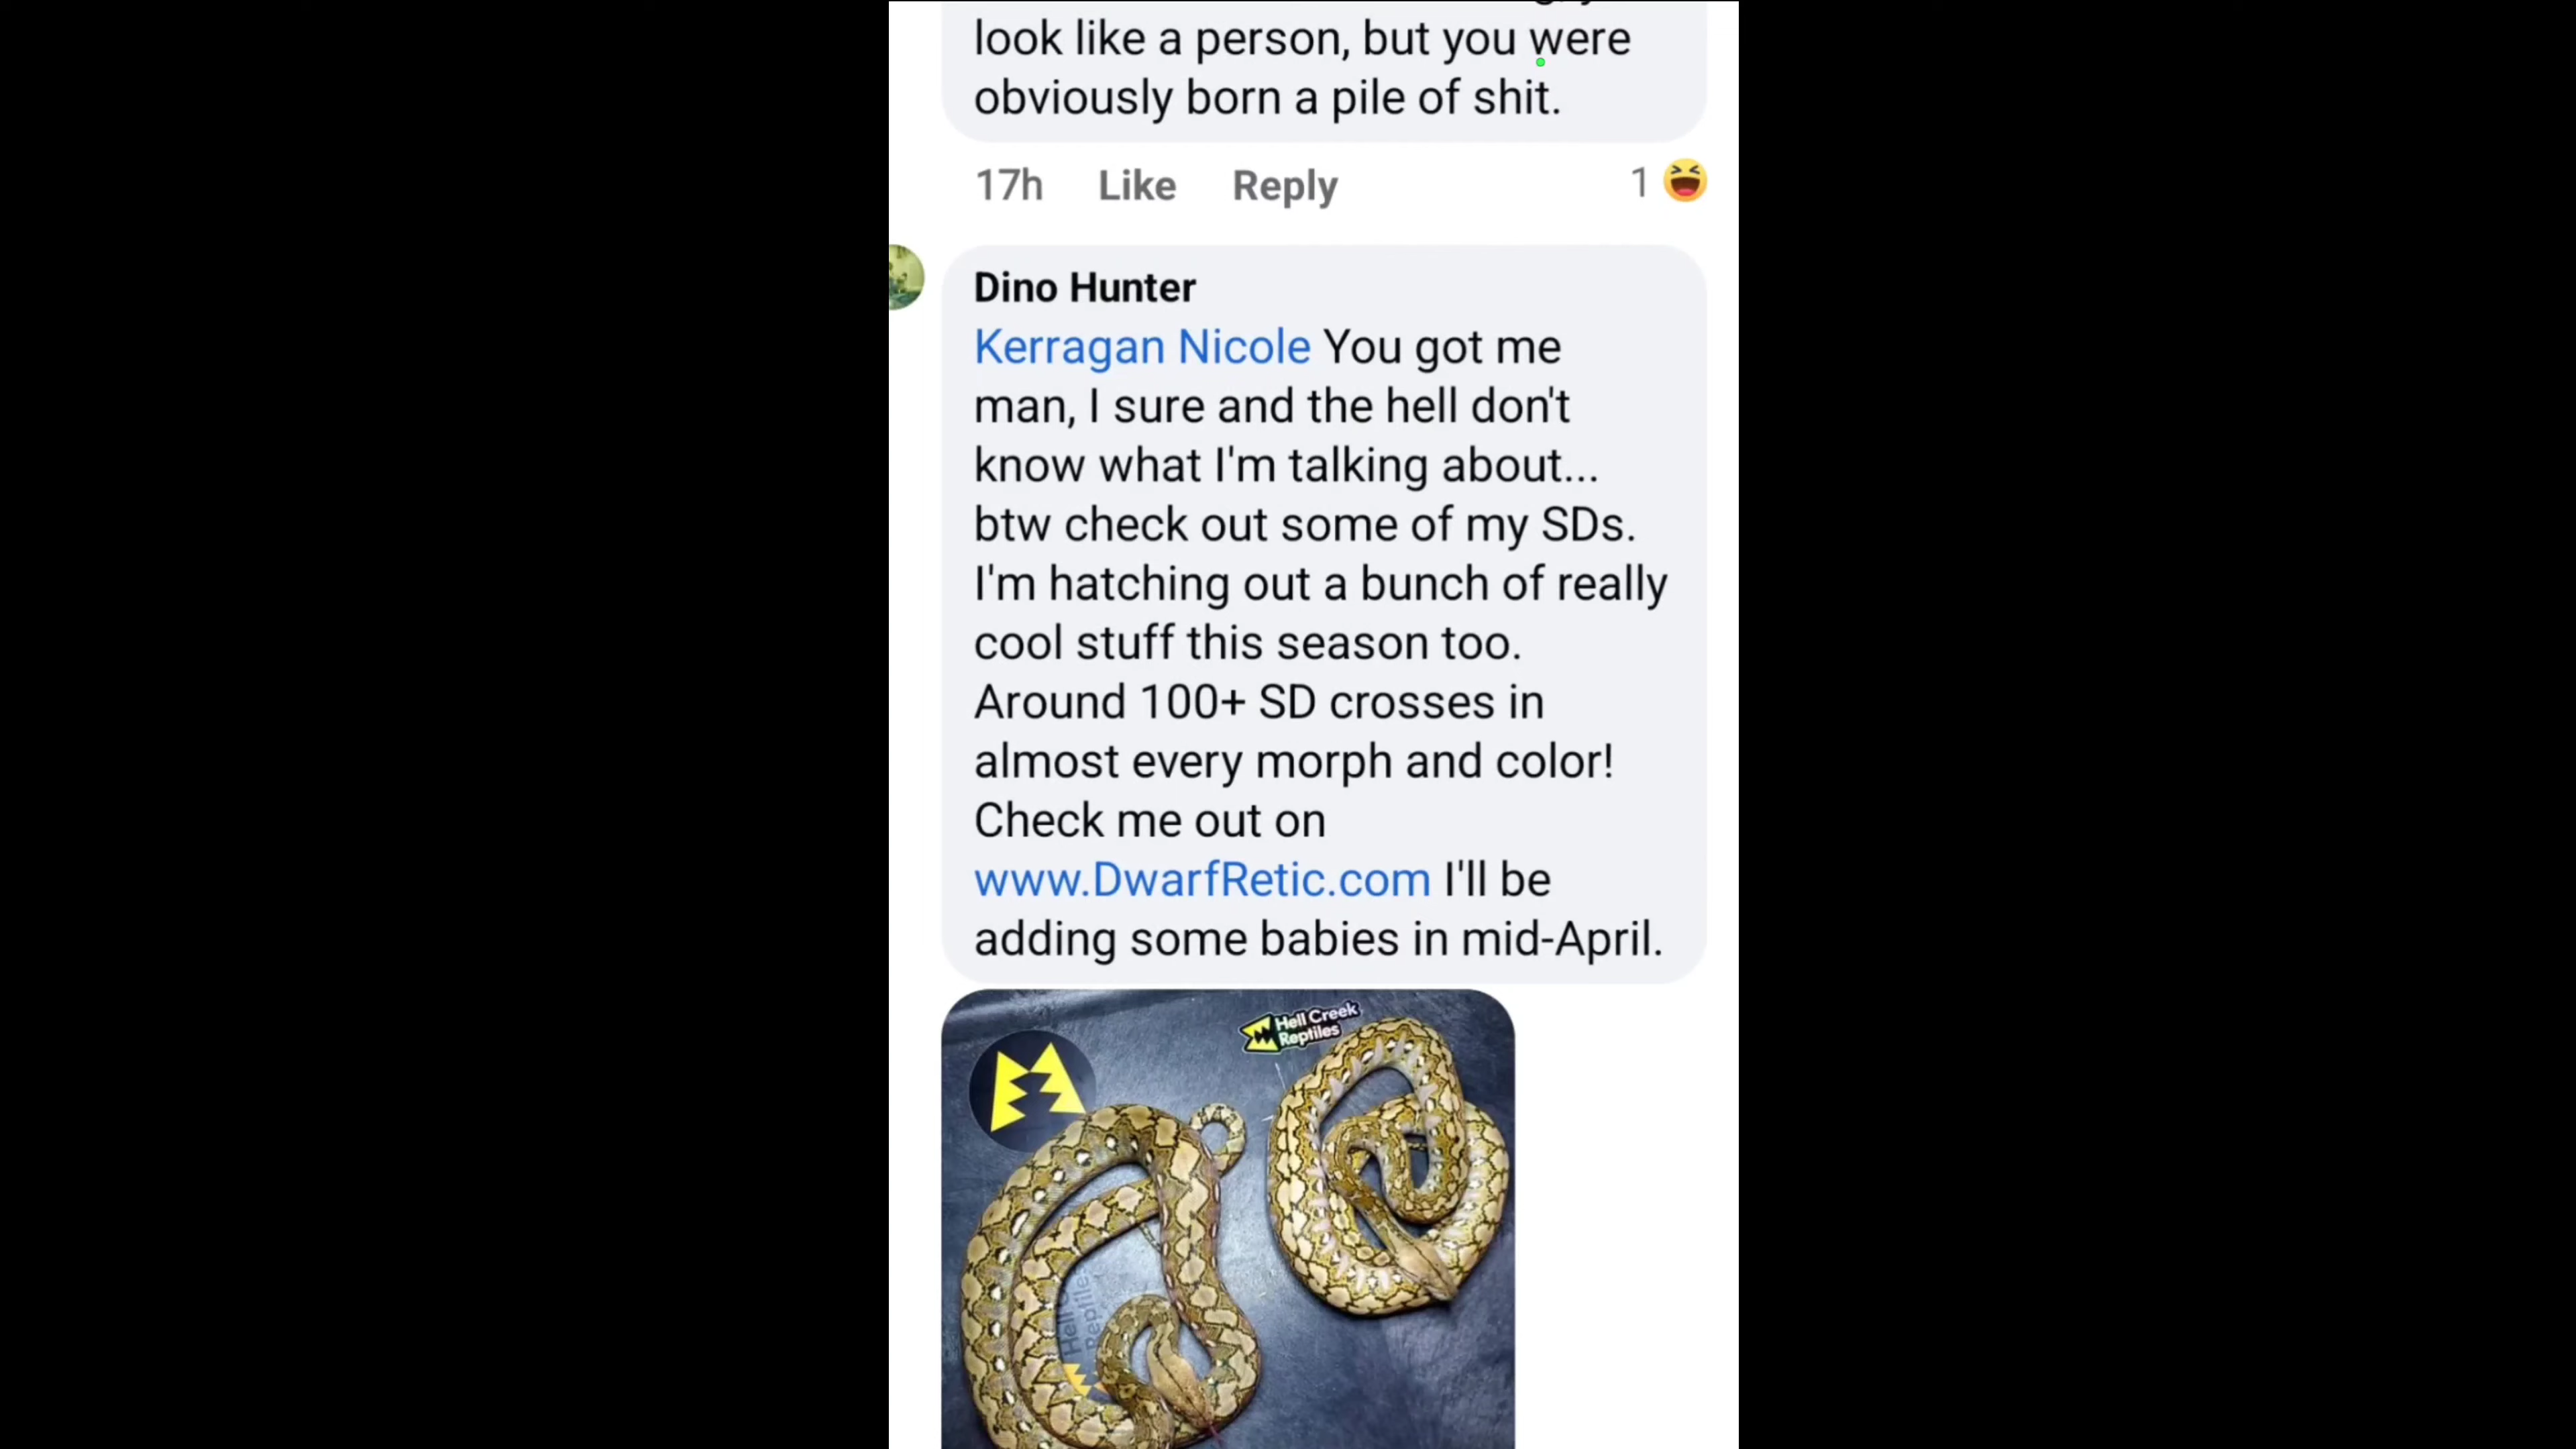 look like a person, but you were
obviously born a pile of shit.
17h Like Reply 1
Dino Hunter
Kerragan Nicole You got me
man, I sure and the hell don't
know what I'm talking about...
btw check out some of my SDs.
I'm hatching out a bunch of really
cool stuff this season too.
Around 100+ SD crosses in
almost every morph and color!
Check me out on
www.DwarfRetic.com I'll be
adding some babies in mid-April.
Hell Creek
Reptiles